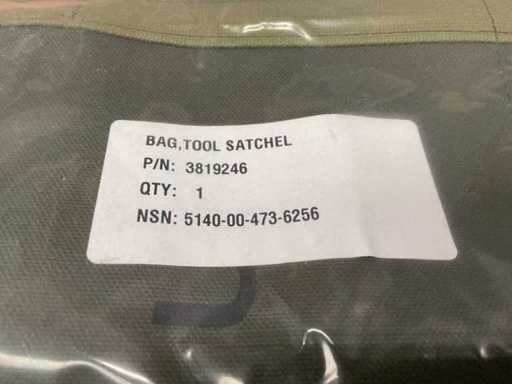 BAG,TOOL SATCHEL
P/N: 3819246
QTY: 1
NSN: 5140-00-473-6256